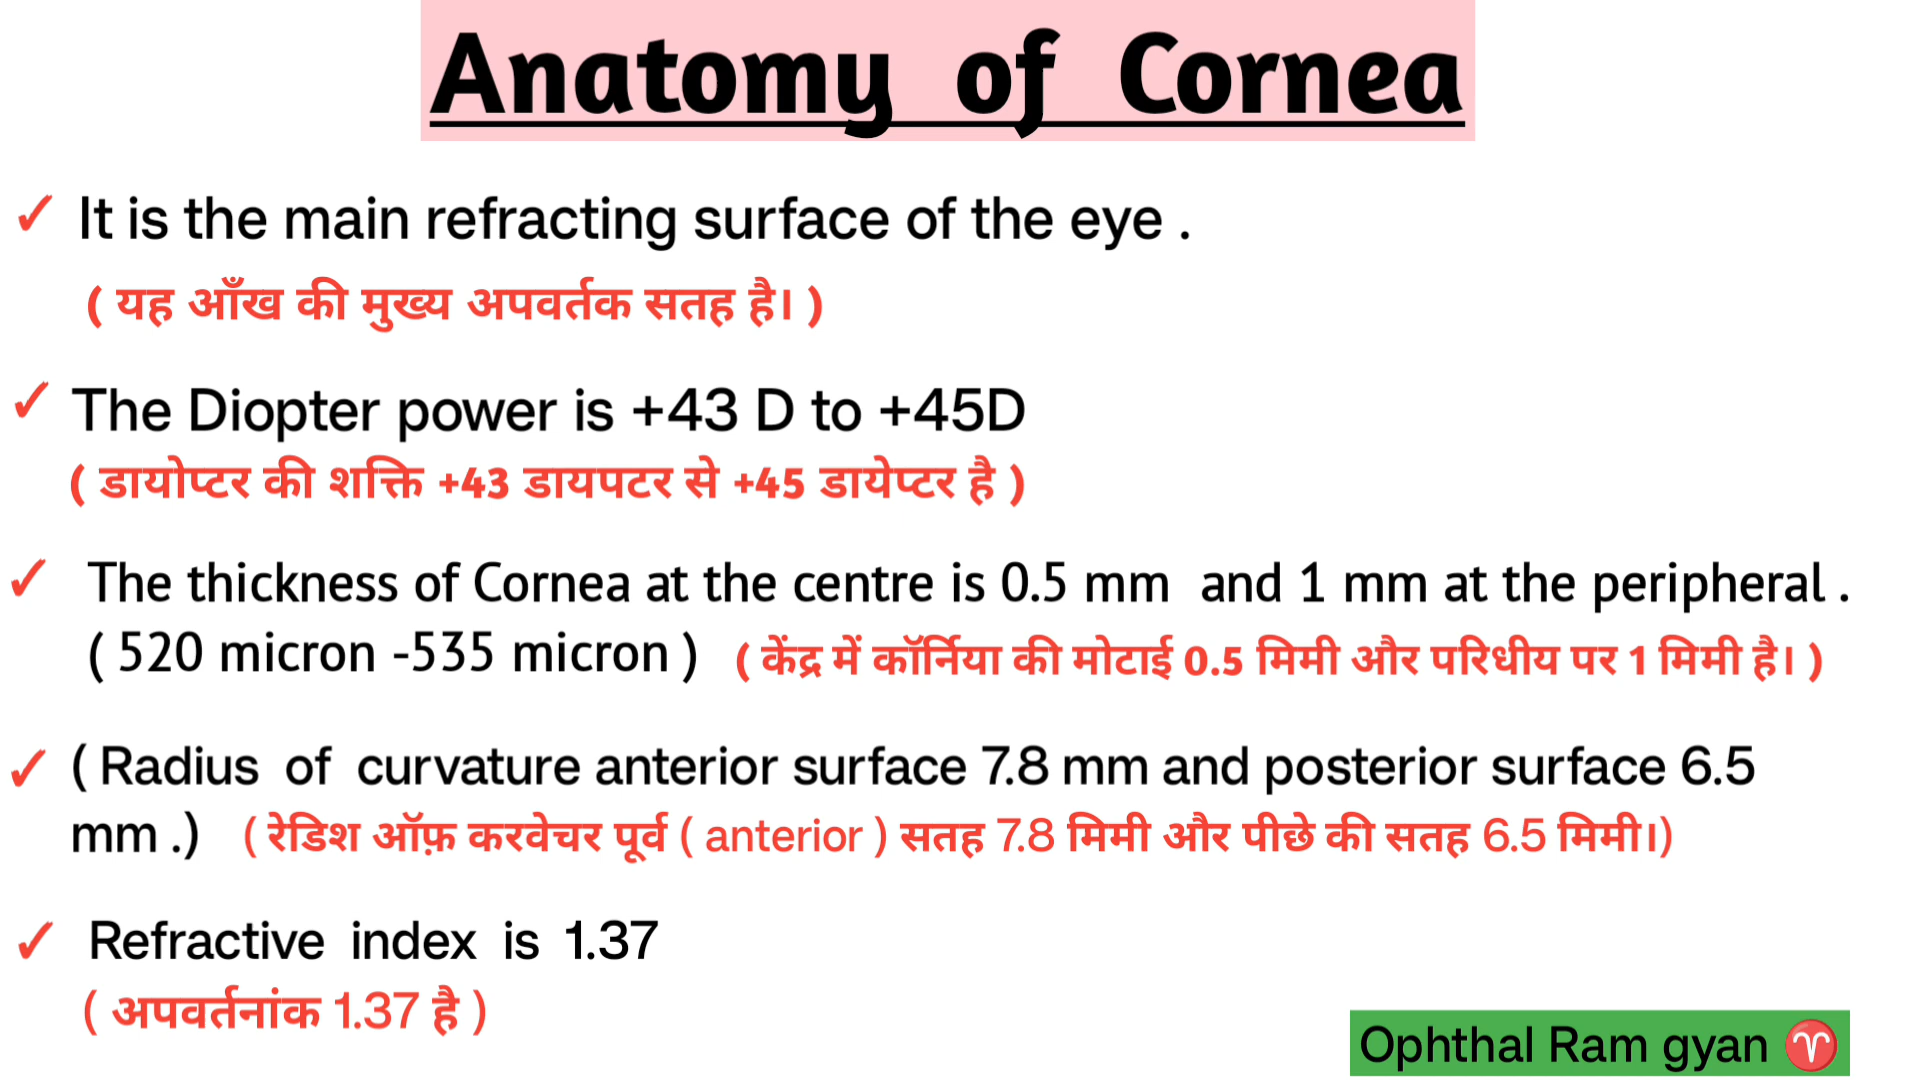 Anatomy of Cornea
✓ It is the main refracting surface of the eye .
( यह आँख की मुख्य अपवर्तक सतह है। )
✓ The Diopter power is +43 D to +45D
( डायोप्टर की शक्ति +43 डायपटर से +45 डायेप्टर है )
✓ The thickness of Cornea at the centre is 0.5 mm and 1 mm at the peripheral .
( 520 micron -535 micron ) ( केंद्र में कॉर्निया की मोटाई 0.5 मिमी और परिधीय पर 1 मिमी है। )
✓ ( Radius of curvature anterior surface 7.8 mm and posterior surface 6.5
mm .) ( रेडिश ऑफ़ करवेचर पूर्व ( anterior ) सतह 7.8 मिमी और पीछे की सतह 6.5 मिमी।)
✓ Refractive index is 1.37
( अपवर्तनांक 1.37 है )
Ophthal Ram gyan ♈